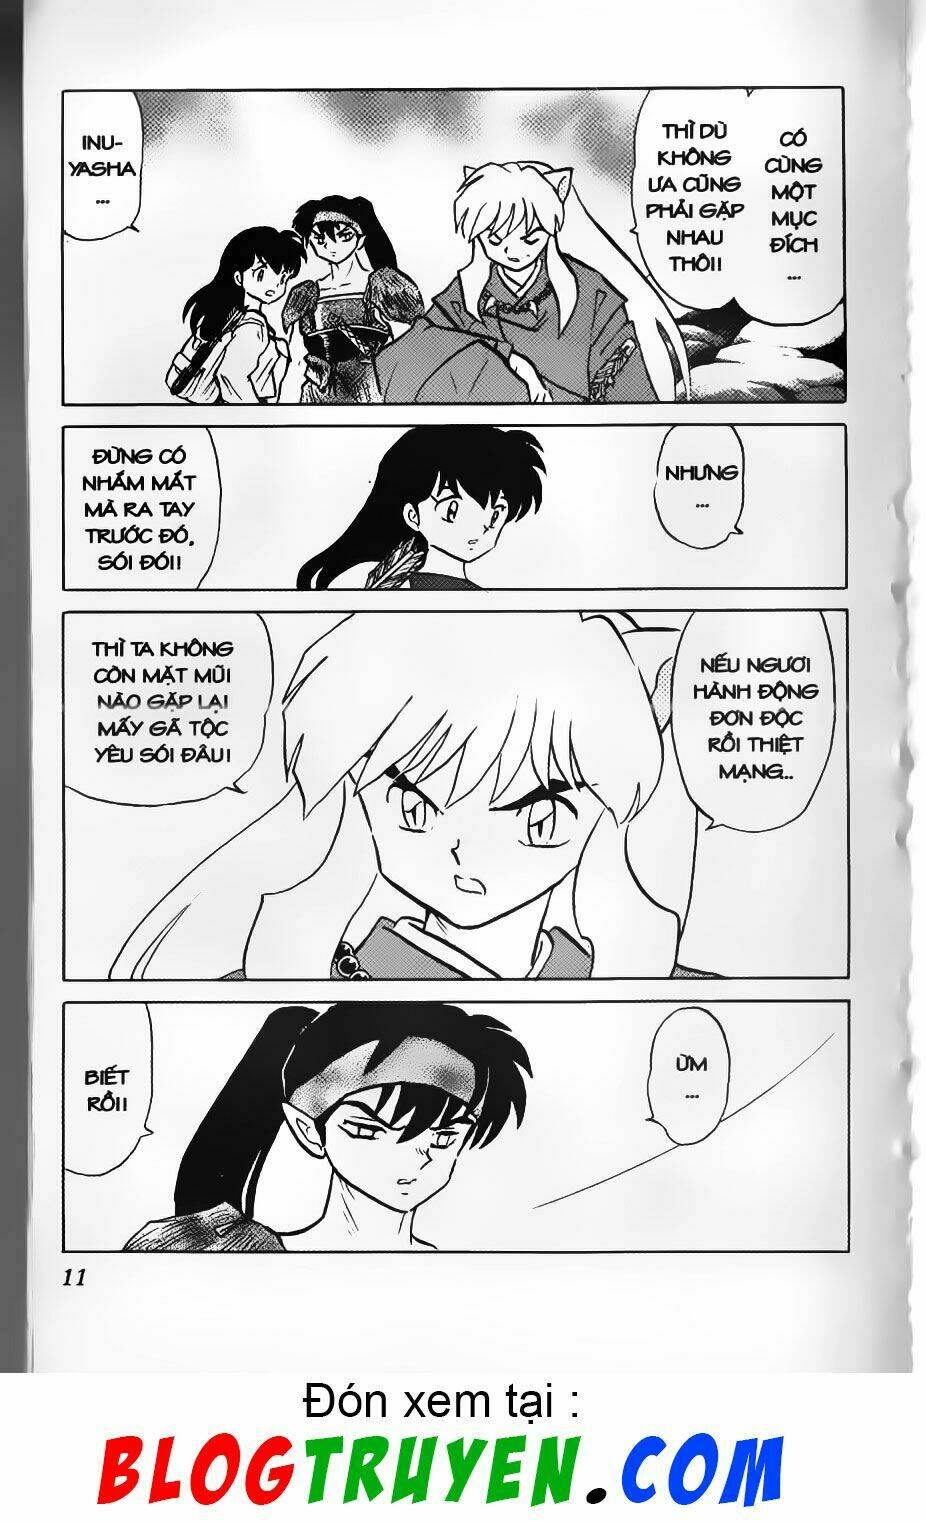 CÓ
CÙNG
MỘT
MỤC
ĐÍCH
...
THÌ DÙ
KHÔNG
ƯA CŨNG
PHẢI GẶP
NHAU
THÔI!
INU-
YASHA
...
NHƯNG
...
ĐỪNG CÓ
NHẮM MẮT
MÀ RA TAY
TRƯỚC ĐÓ,
SÓI ĐÓI!
NẾU NGƯƠI
HÀNH ĐỘNG
ĐƠN ĐỘC
RỒI THIỆT
MẠNG...
THÌ TA KHÔNG
CÒN MẶT MŨI
NÀO GẶP LẠI
MẤY GÃ TỘC
YÊU SÓI ĐÂU!
ỪM
...
BIẾT
RỒI!
11
Đón xem tại :
BLOGTRUYEN.COM